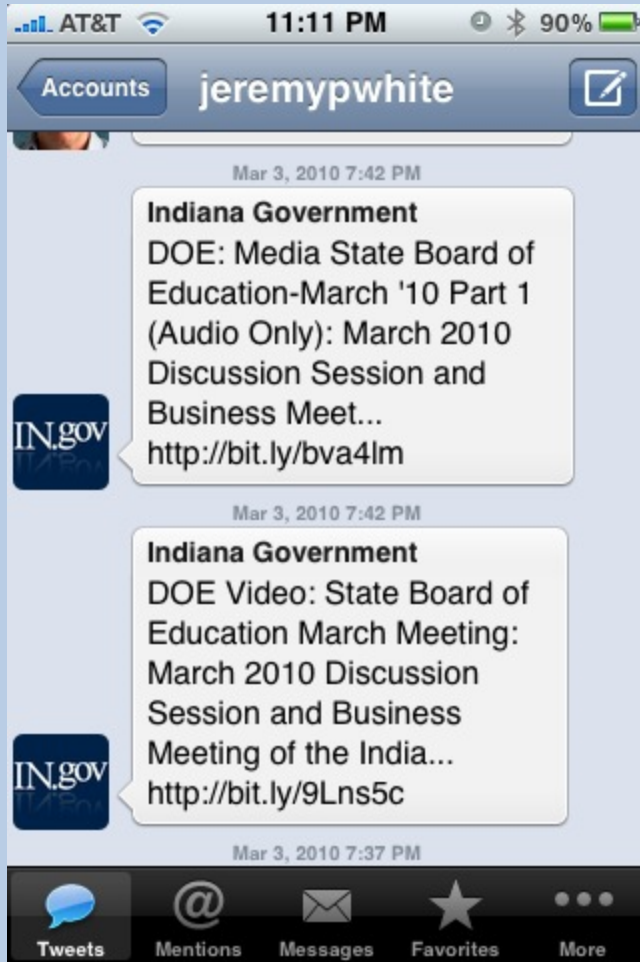 AT&T 11:11 PM 90%
Accounts jeremypwhite
Mar 3, 2010 7:42 PM
Indiana Government
DOE: Media State Board of
Education-March '10 Part 1
(Audio Only): March 2010
Discussion Session and
Business Meet...
http://bit.ly/bva4lm
IN.gov
Mar 3, 2010 7:42 PM
Indiana Government
DOE Video: State Board of
Education March Meeting:
March 2010 Discussion
Session and Business
Meeting of the India...
http://bit.ly/9Lns5c
IN.gov
Mar 3, 2010 7:37 PM
Tweets Mentions Messages Favorites More